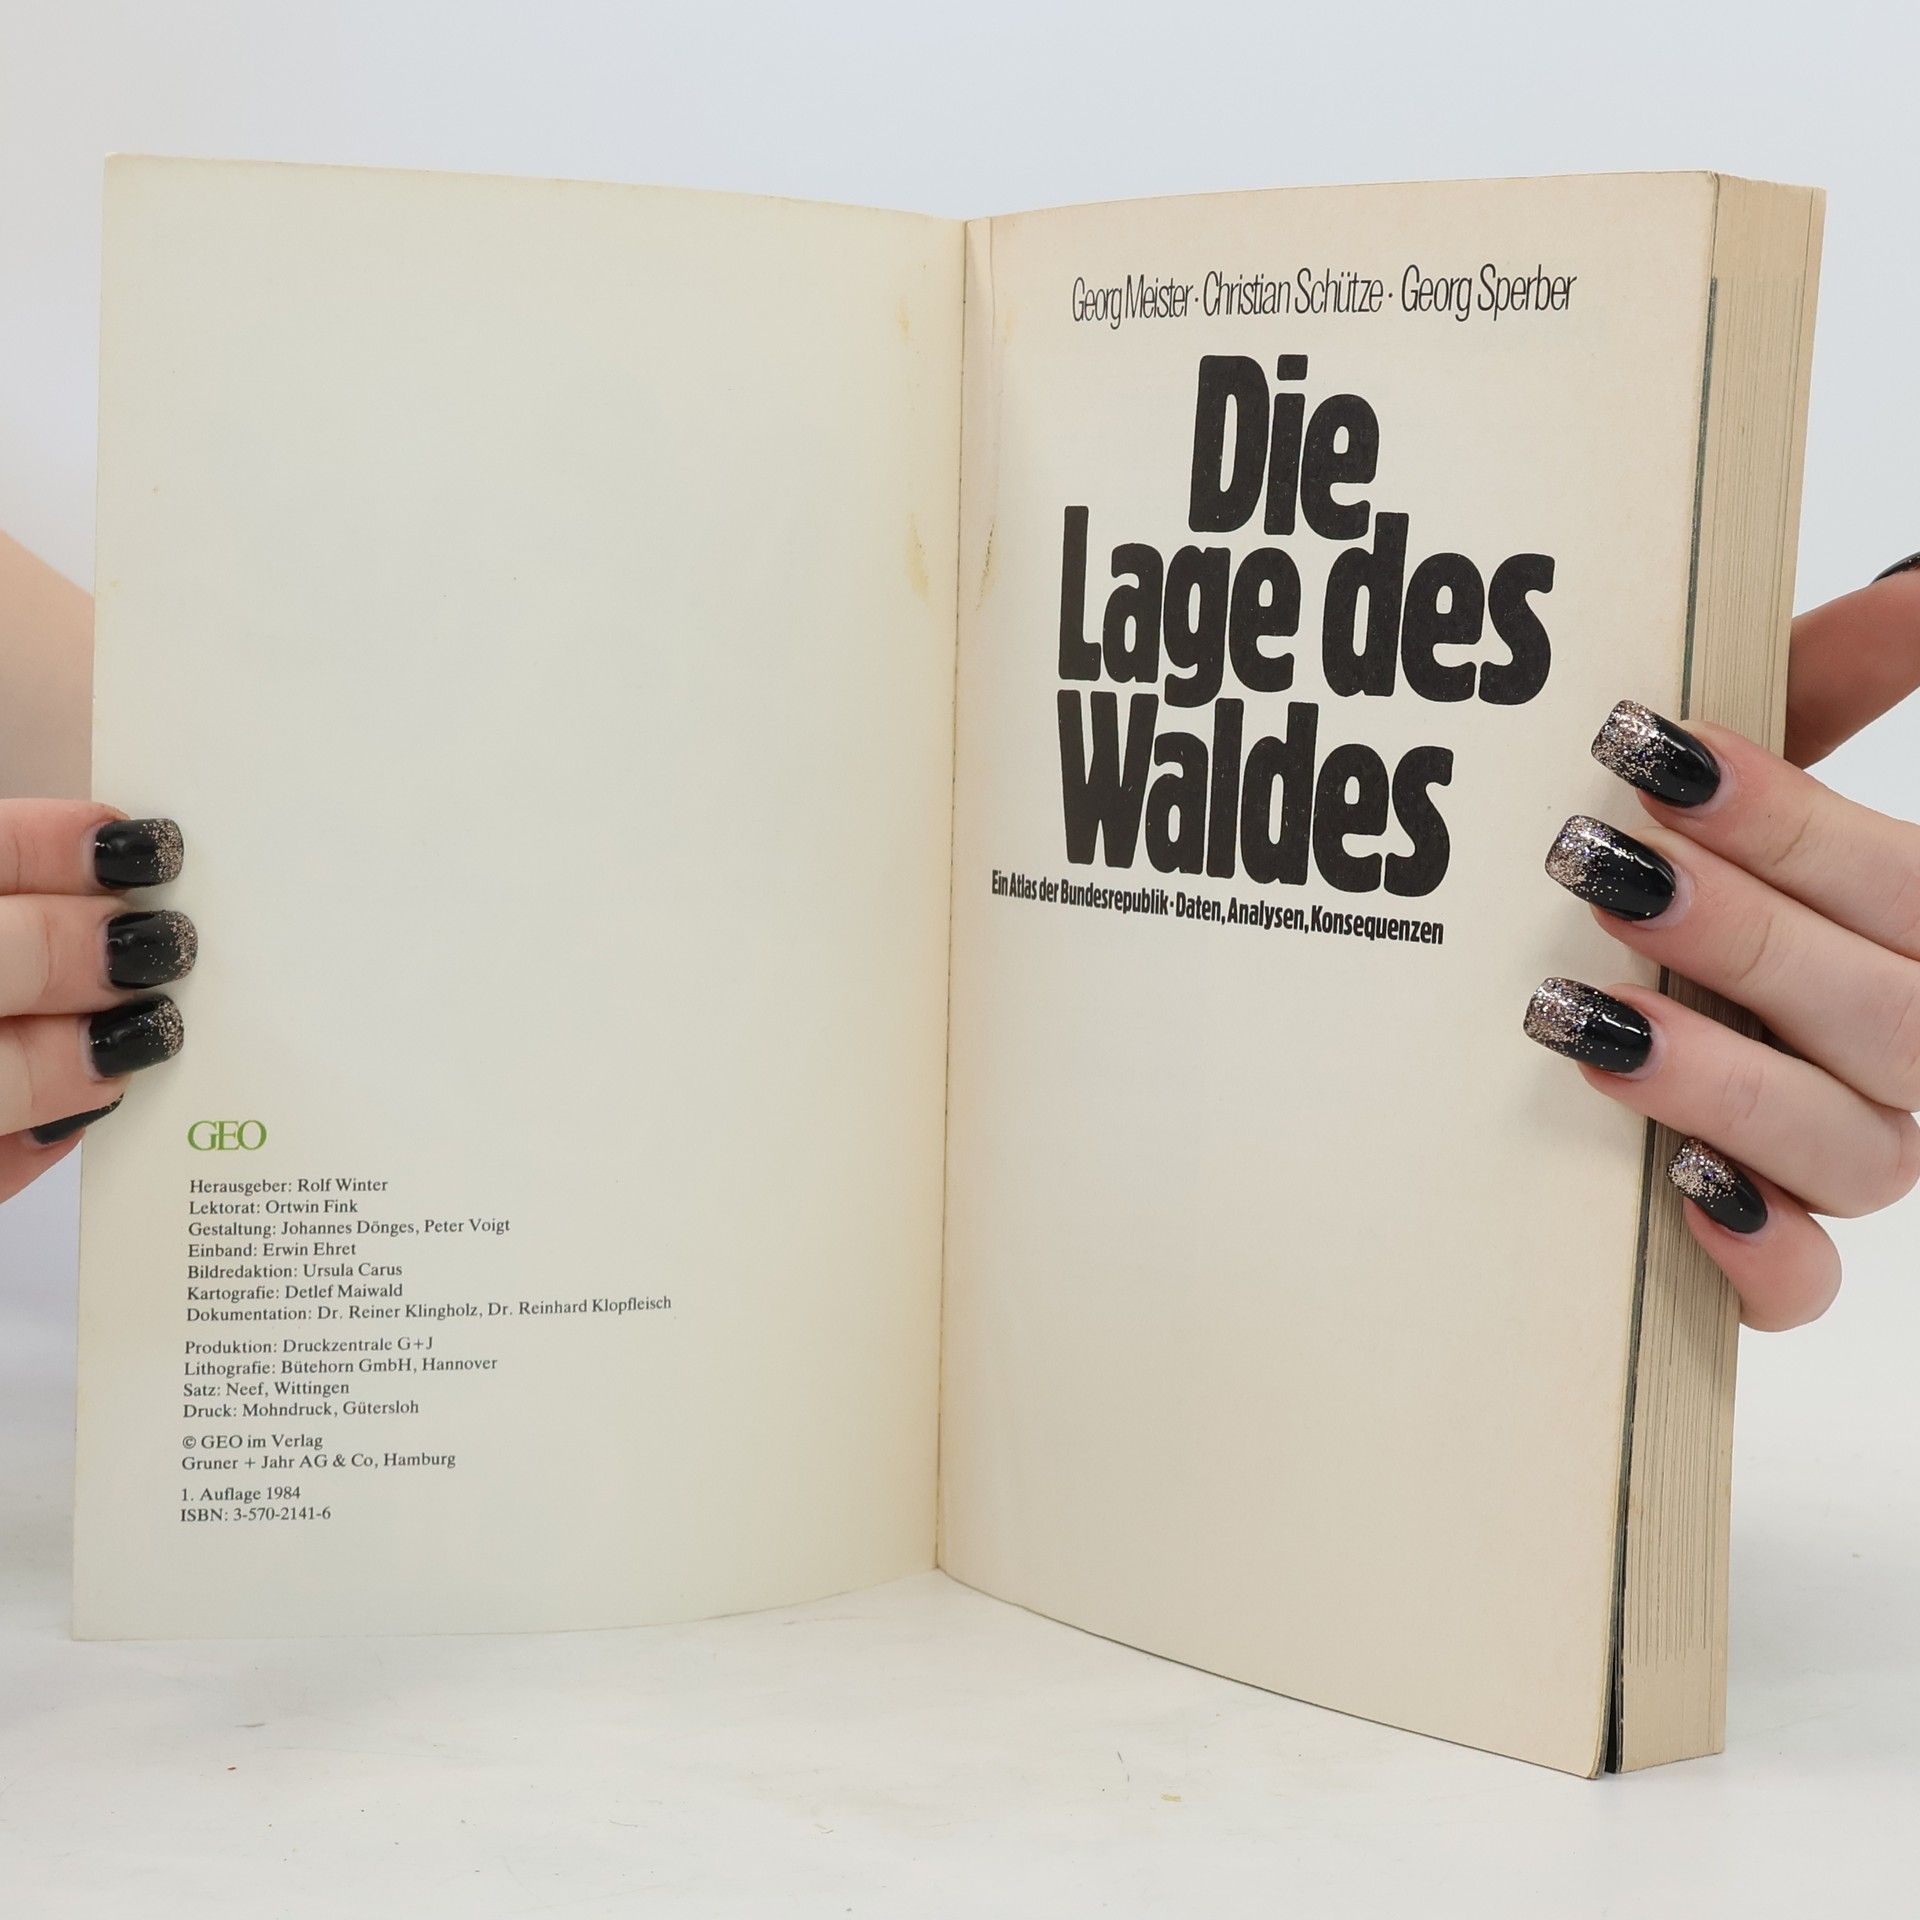 GEO
Herausgeber: Rolf Winter
Lektorat: Ortwin Fink
Gestaltung: Johannes Dönges, Peter Voigt
Einband: Erwin Ehret
Bildredaktion: Ursula Carus
Kartografie: Detlef Maiwald
Dokumentation: Dr. Reiner Klingholz, Dr. Reinhard Klopfleisch
Produktion: Druckzentrale G+J
Lithografie: Bütehorn GmbH, Hannover
Satz: Neef, Wittingen
Druck: Mohndruck, Gütersloh
© GEO im Verlag
Gruner + Jahr AG & Co, Hamburg
1. Auflage 1984
ISBN: 3-570-2141-6
Georg Meister · Christian Schütze · Georg Sperber
Die
Lage des
Waldes
Ein Atlas der Bundesrepublik · Daten, Analysen, Konsequenzen